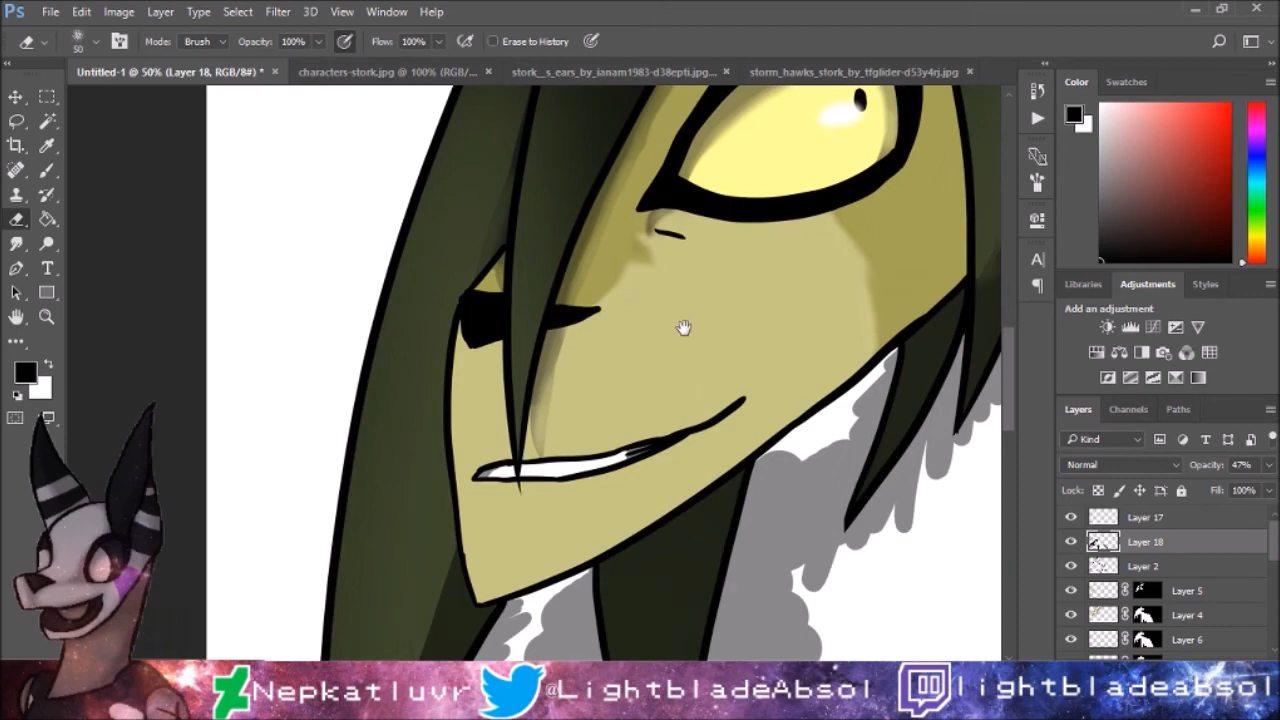 Ps File Edit Image Layer Type Select Filter 3D View Window Help
50 Mode: Brush Opacity: 100% Flow: 100% Erase to History
Untitled-1 @ 50% (Layer 18, RGB/8#) * × characters-stork.jpg @ 100% (RGB/... × stork__s_ears_by_ianam1983-d38epti.jpg... × storm_hawks_stork_by_tfglider-d53y4rj.jpg ×
Color Swatches
Libraries Adjustments Styles
Add an adjustment
Layers Channels Paths
Kind
Normal Opacity: 47%
Lock: Fill: 100%
Layer 17
Layer 18
Layer 2
Layer 5
Layer 4
Layer 6
Nepkatluvr @LightbladeAbsol lightbladeabsol